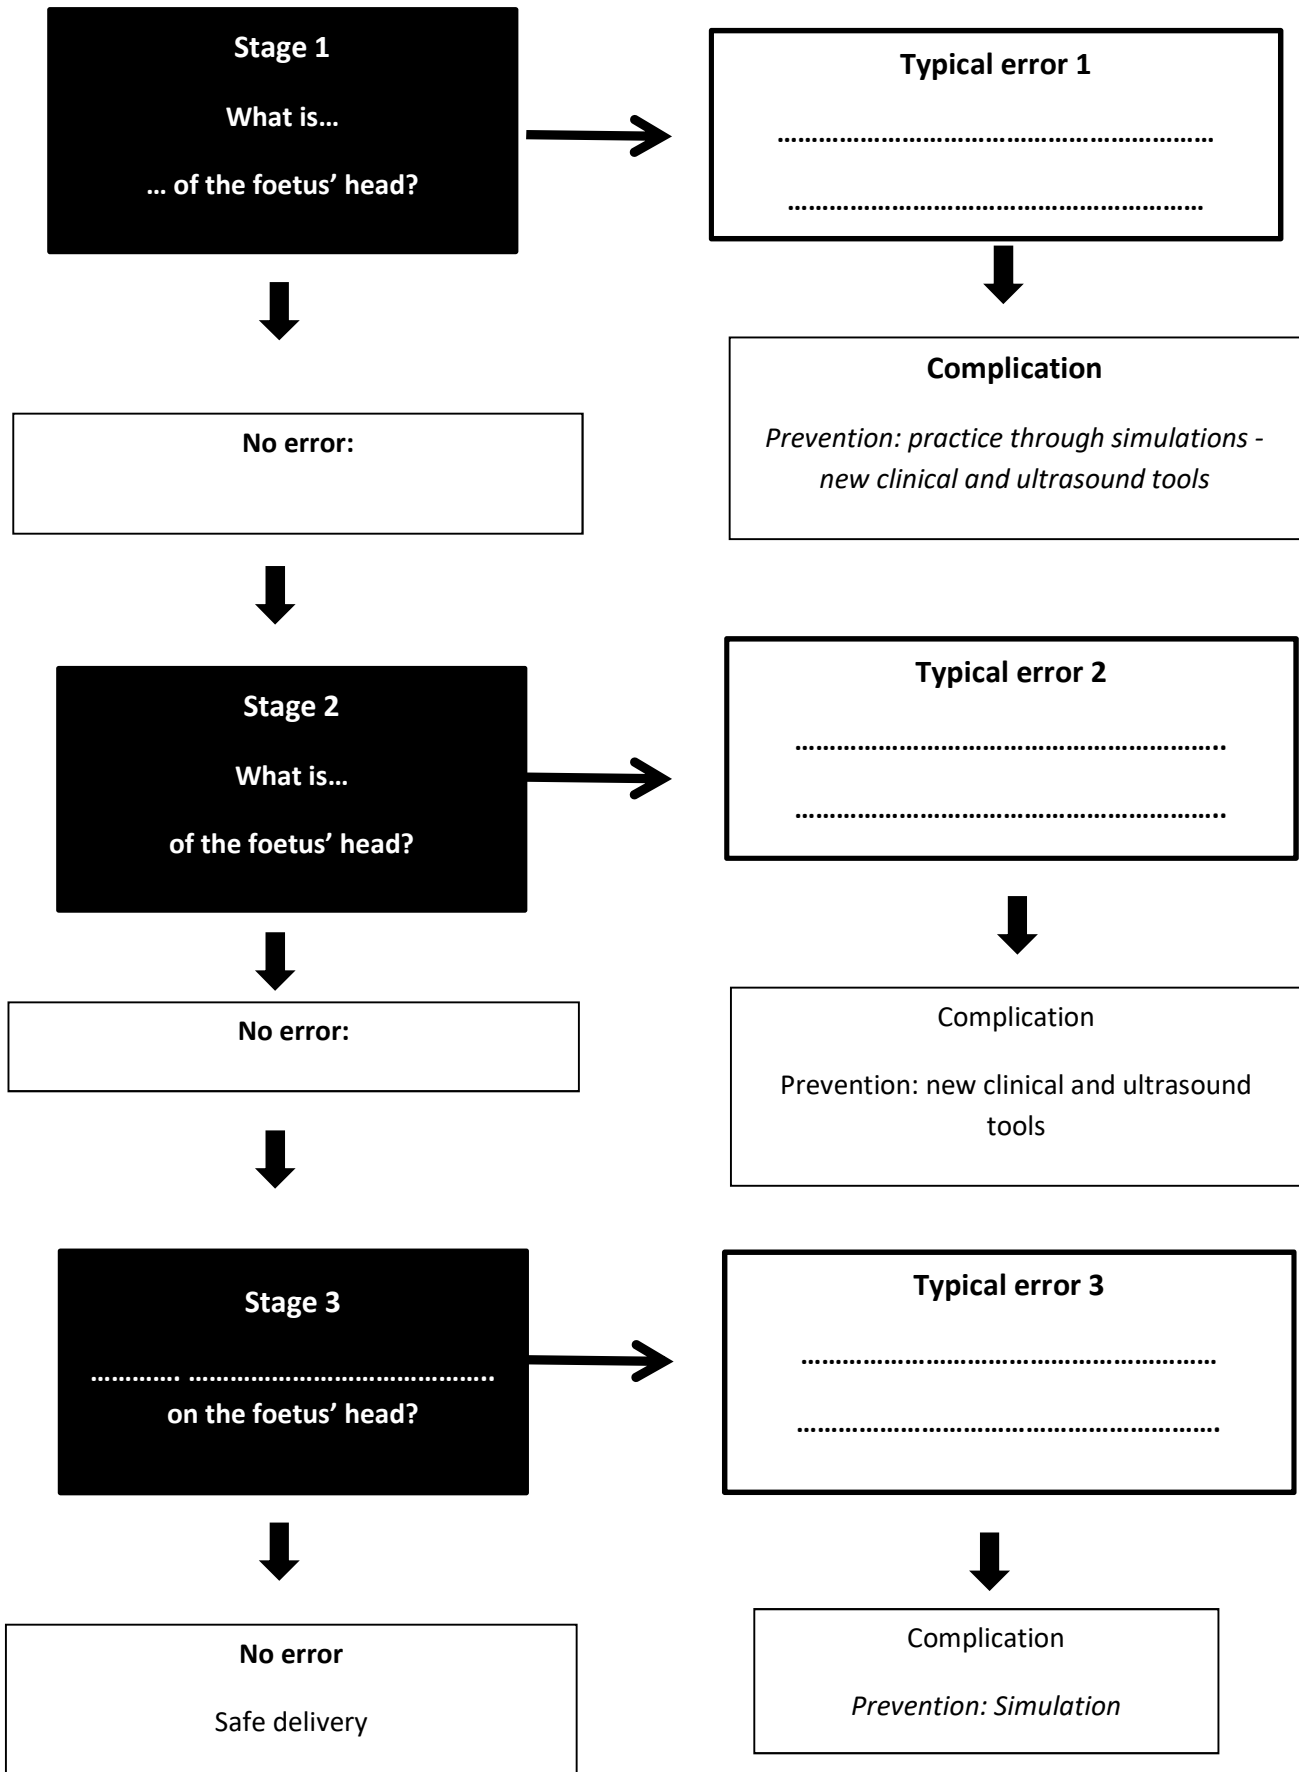 Stage 1
What is…
… of the foetus’ head?
Typical error 1
……………………………………………………
…………………………………………………
Complication
Prevention: practice through simulations -
new clinical and ultrasound tools
No error:
Stage 2
What is…
of the foetus’ head?
Typical error 2
…………………………………………………..
…………………………………………………..
No error:
Complication
Prevention: new clinical and ultrasound
tools
Stage 3
…………. …………………………………..
on the foetus’ head?
Typical error 3
…………………………………………………
………………………………………………….
No error
Safe delivery
Complication
Prevention: Simulation